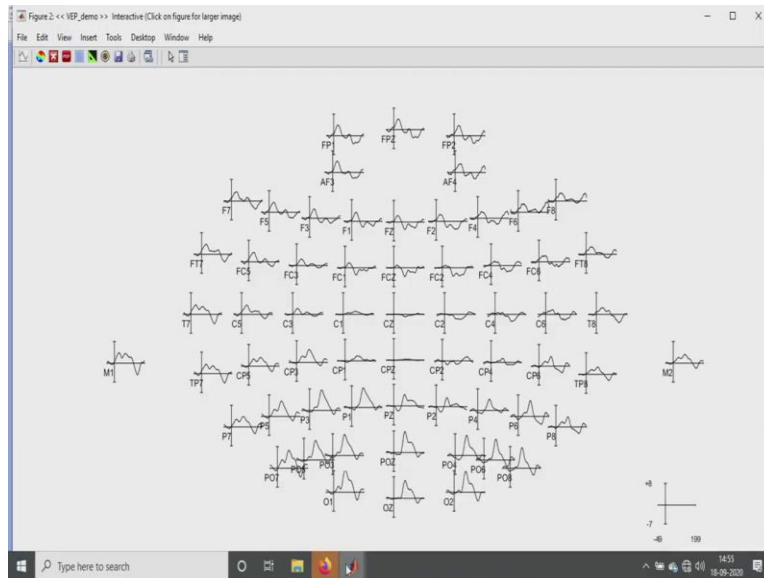 Figure 2: << VEP_demo >> Interactive (Click on figure for larger image)
File Edit View Insert Tools Desktop Window Help
FP1 FPZ FP2
AF3 AF4
F7 F5 F3 F1 FZ F2 F4 F6 F8
FT7 FC5 FC3 FC1 FCZ FC2 FC4 FC6 FT8
T7 C5 C3 C1 CZ C2 C4 C6 T8
M1 TP7 CP5 CP3 CP1 CPZ CP2 CP4 CP6 TP8 M2
P7 P5 P3 P1 PZ P2 P4 P6 P8
PO7 PO5 PO3 POZ PO4 PO6 PO8
O1 OZ O2
+8
-7
-49 199
Type here to search
14:55
18-09-2020